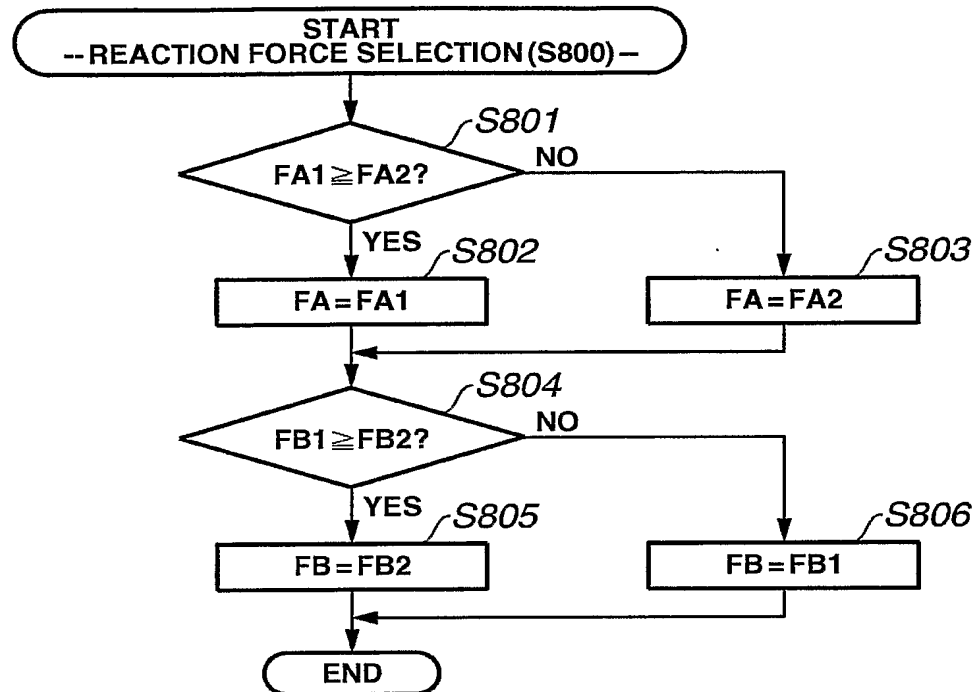 START
--REACTION FORCE SELECTION(S800)–
S801
FA1≧FA2?
NO
YES
S802
S803
FA=FA1
FA=FA2
S804
FB1≧FB2?
NO
YES
S805
S806
FB=FB2
FB=FB1
END